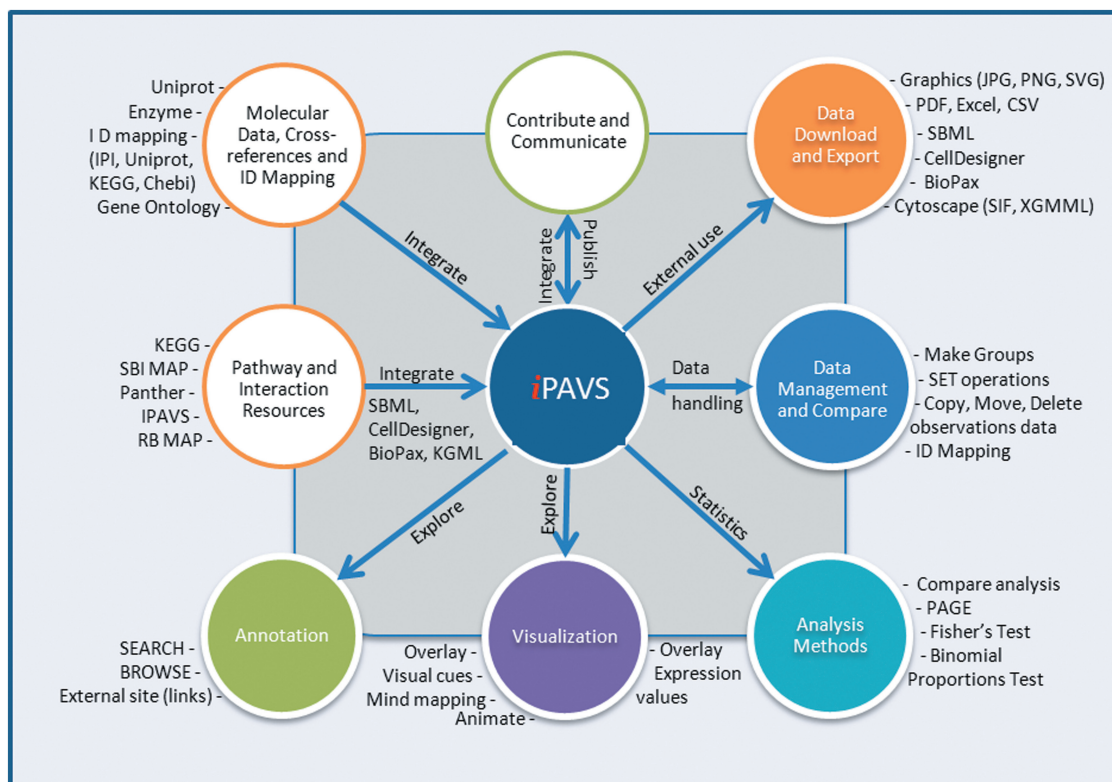 Uniprot -
Enzyme -
I D mapping -
(IPI, Uniprot,
KEGG, Chebi)
Gene Ontology -
Molecular
Data, Cross-
references and
ID Mapping
Contribute and
Communicate
Data
Download
and Export
- Graphics (JPG, PNG, SVG)
- PDF, Excel, CSV
- SBML
- CellDesigner
- BioPax
- Cytoscape (SIF, XGMML)
Integrate
Integrate
Publish
External use
KEGG -
SBI MAP -
Panther -
IPAVS -
RB MAP -
Pathway and
Interaction
Resources
Integrate
SBML,
CellDesigner,
BioPax, KGML
iPAVS
Data
handling
Data
Management
and Compare
- Make Groups
- SET operations
- Copy, Move, Delete
observations data
- ID Mapping
Explore
Explore
Statistics
Annotation
SEARCH -
BROWSE -
External site (links) -
Visualization
Overlay -
Visual cues -
Mind mapping -
Animate -
- Overlay
Expression
values
Analysis
Methods
- Compare analysis
- PAGE
- Fisher's Test
- Binomial
Proportions Test